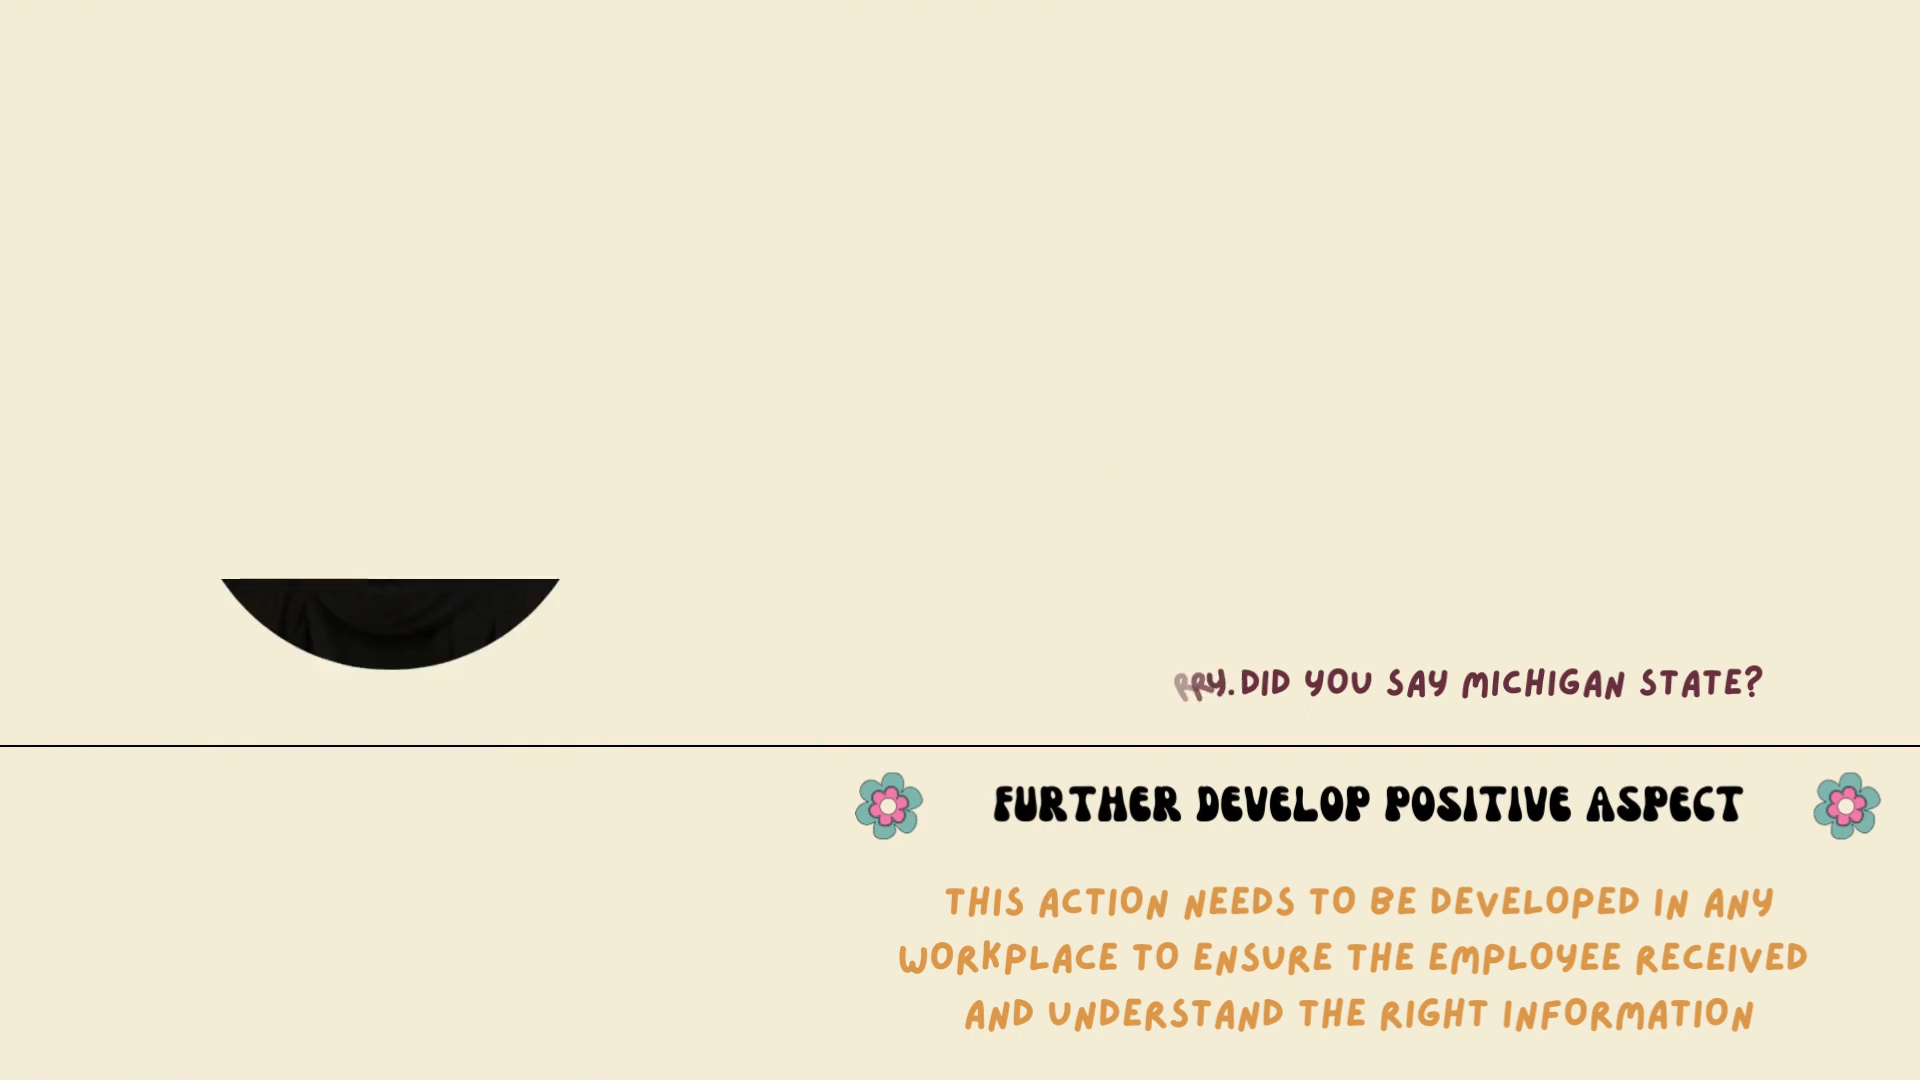 RRY. DID YOU SAY MICHIGAN STATE?
FURTHER DEVELOP POSITIVE ASPECT
THIS ACTION NEEDS TO BE DEVELOPED IN ANY
WORKPLACE TO ENSURE THE EMPLOYEE RECEIVED
AND UNDERSTAND THE RIGHT INFORMATION